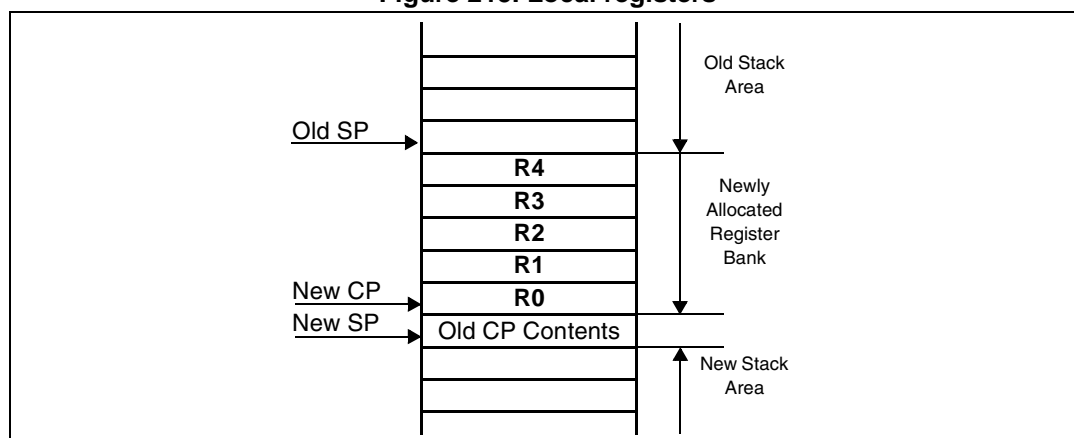 Old Stack
Area
Old SP
R4
R3
R2
R1
R0
Newly
Allocated
Register
Bank
New CP
New SP
Old CP Contents
New Stack
Area